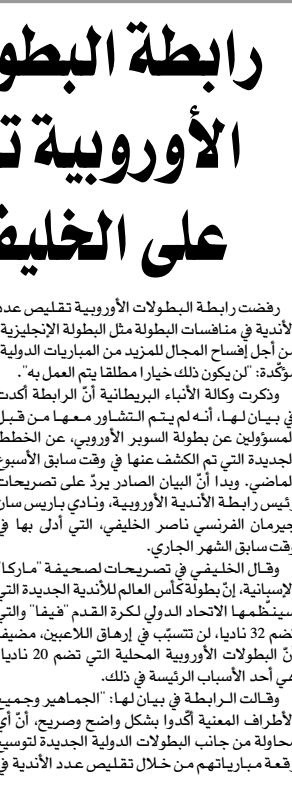 رابطة البطو
الأوروبية ت
على الخليف
رفضت رابطة البطولات الأوروبية تقليص عدد
الأندية في منافسات البطولة مثل البطولة الإنجليزية
من أجل إفساح المجال للمزيد من المباريات الدولية
مؤكّدة: "لن يكون ذلك خيارا مطلقا يتم العمل به".
وذكرت وكالة الأنباء البريطانية أنّ الرابطة أكدت
في بيان لها، أنه لم يتم التشاور معها من قبل
المسؤولين عن بطولة السوبر الأوروبي، عن الخطط
الجديدة التي تم الكشف عنها في وقت سابق الأسبوع
الماضي. وبدا أنّ البيان الصادر يردّ على تصريحات
رئيس رابطة الأندية الأوروبية، ونادي باريس سان
جيرمان الفرنسي ناصر الخليفي، التي أدلى بها في
وقت سابق الشهر الجاري.
وقال الخليفي في تصريحات لصحيفة "ماركا"
الإسبانية، إنّ بطولة كأس العالم للأندية الجديدة التي
سينظّمها الاتحاد الدولي لكرة القدم "فيفا" والتي
تضم 32 ناديا، لن تتسبّب في إرهاق اللاعبين، مضيفا
أنّ البطولات الأوروبية المحلية التي تضم 20 ناديا
هي أحد الأسباب الرئيسة في ذلك.
وقالت الرابطة في بيان لها: "الجماهير وجميع
الأطراف المعنية أكّدوا بشكل واضح وصريح، أنّ أي
محاولة من جانب البطولات الدولية الجديدة لتوسيع
رقعة مبارياتهم من خلال تقليص عدد الأندية في